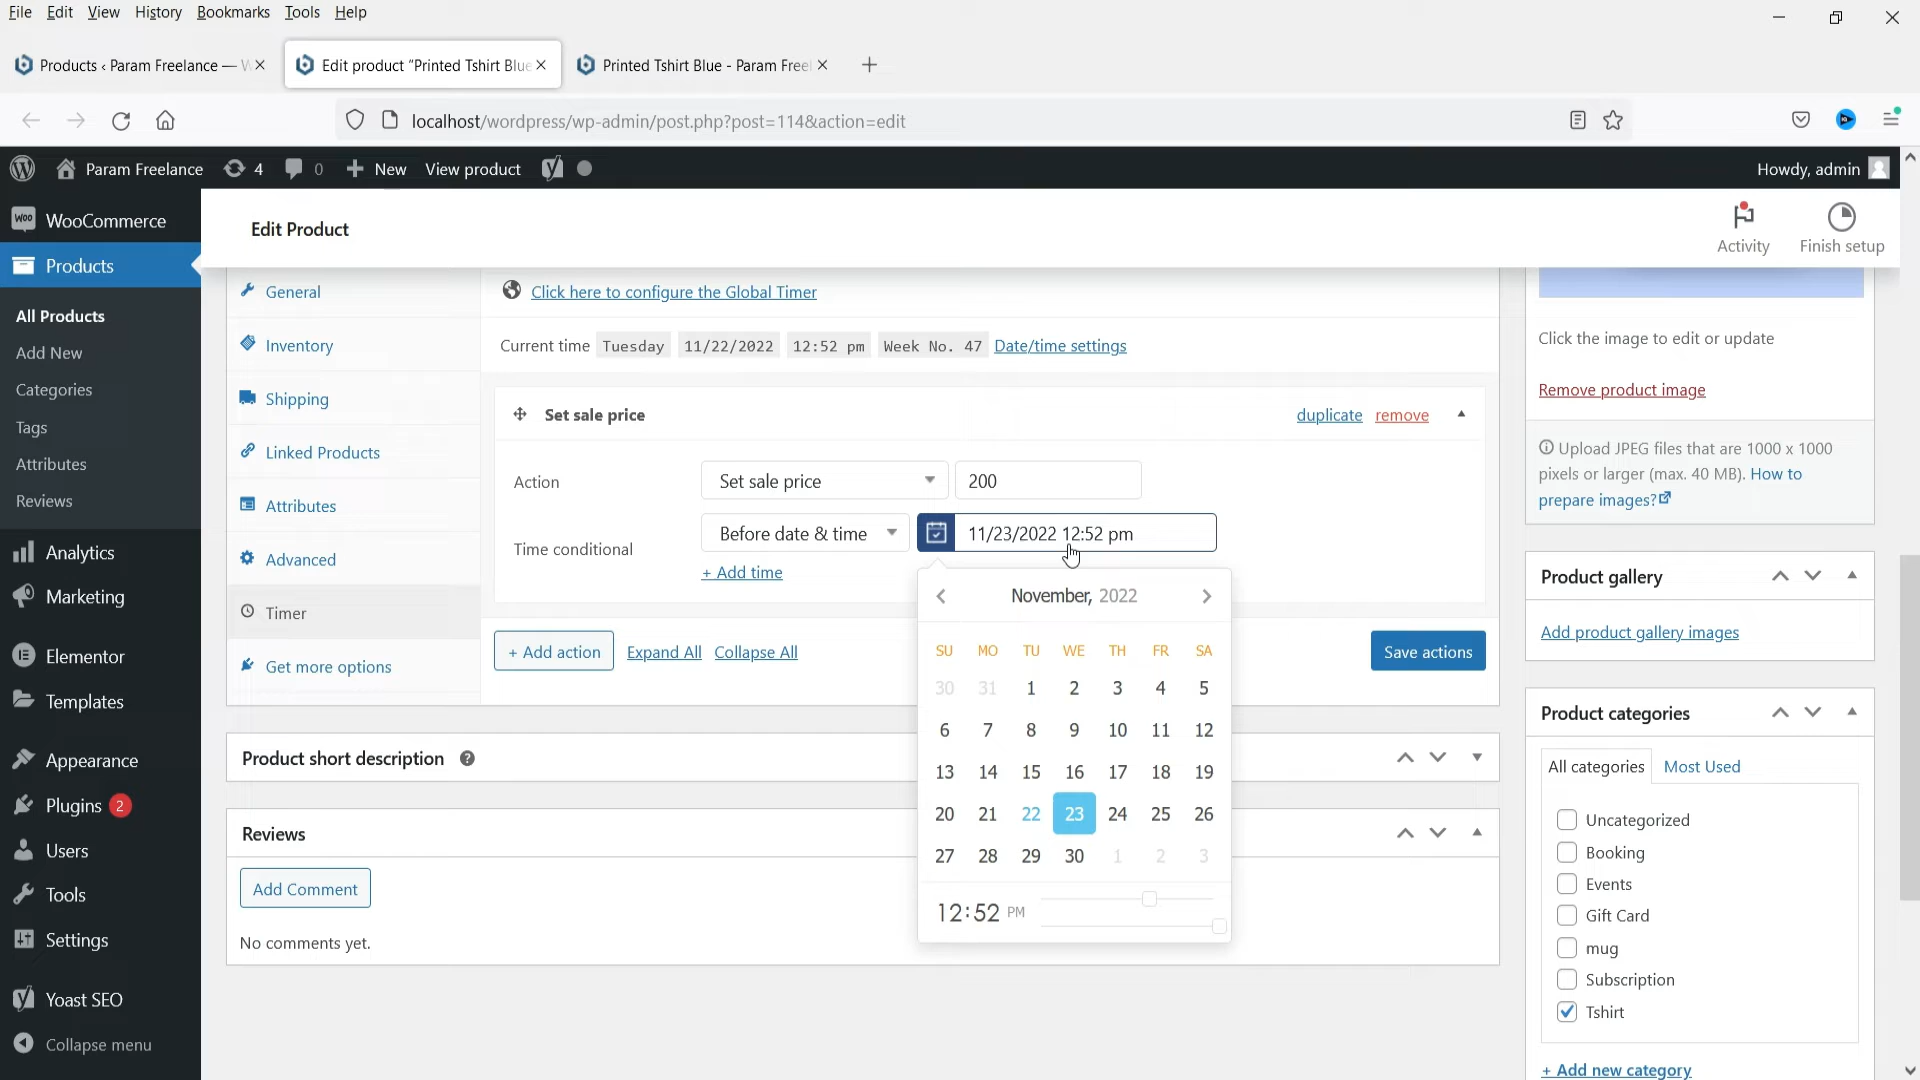 File Edit View History Bookmarks Tools Help
Products ‹ Param Freelance — W
Edit product “Printed Tshirt Blue
Printed Tshirt Blue - Param Free
localhost/wordpress/wp-admin/post.php?post=114&action=edit
Param Freelance 4 0 New View product Howdy, admin
WooCommerce
Products
All Products
Add New
Categories
Tags
Attributes
Reviews
Analytics
Marketing
Elementor
Templates
Appearance
Plugins 2
Users
Tools
Settings
Yoast SEO
Collapse menu
Edit Product
Activity
Finish setup
General
Inventory
Shipping
Linked Products
Attributes
Advanced
Timer
Get more options
Click here to configure the Global Timer
Current time Tuesday 11/22/2022 12:52 pm Week No. 47 Date/time settings
Set sale price duplicate remove
Action Set sale price 200
Time conditional Before date & time 11/23/2022 12:52 pm
+ Add time
+ Add action Expand All Collapse All Save actions
November, 2022
SU MO TU WE TH FR SA
30 31 1 2 3 4 5
6 7 8 9 10 11 12
13 14 15 16 17 18 19
20 21 22 23 24 25 26
27 28 29 30 1 2 3
12:52 PM
Product short description ?
Reviews
Add Comment
No comments yet.
Click the image to edit or update
Remove product image
Upload JPEG files that are 1000 x 1000
pixels or larger (max. 40 MB). How to
prepare images?
Product gallery
Add product gallery images
Product categories
All categories Most Used
Uncategorized
Booking
Events
Gift Card
mug
Subscription
Tshirt
+ Add new category